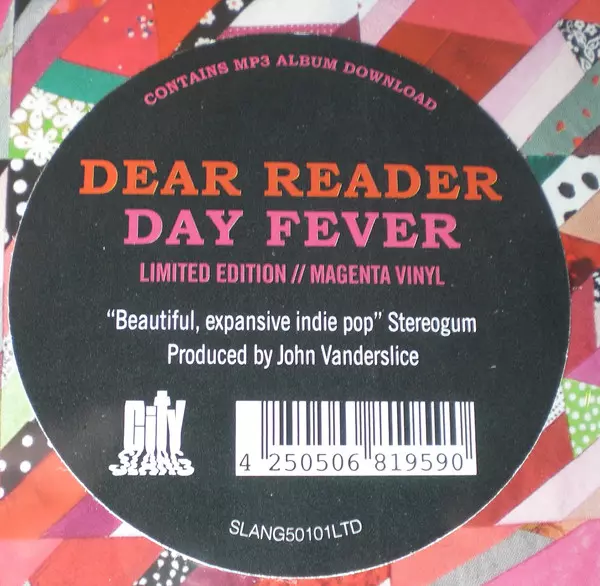 CONTAINS MP3 ALBUM DOWNLOAD
DEAR READER
DAY FEVER
LIMITED EDITION // MAGENTA VINYL
“Beautiful, expansive indie pop” Stereogum
Produced by John Vanderslice
City
SLANG
4 250506 819590
SLANG50101LTD